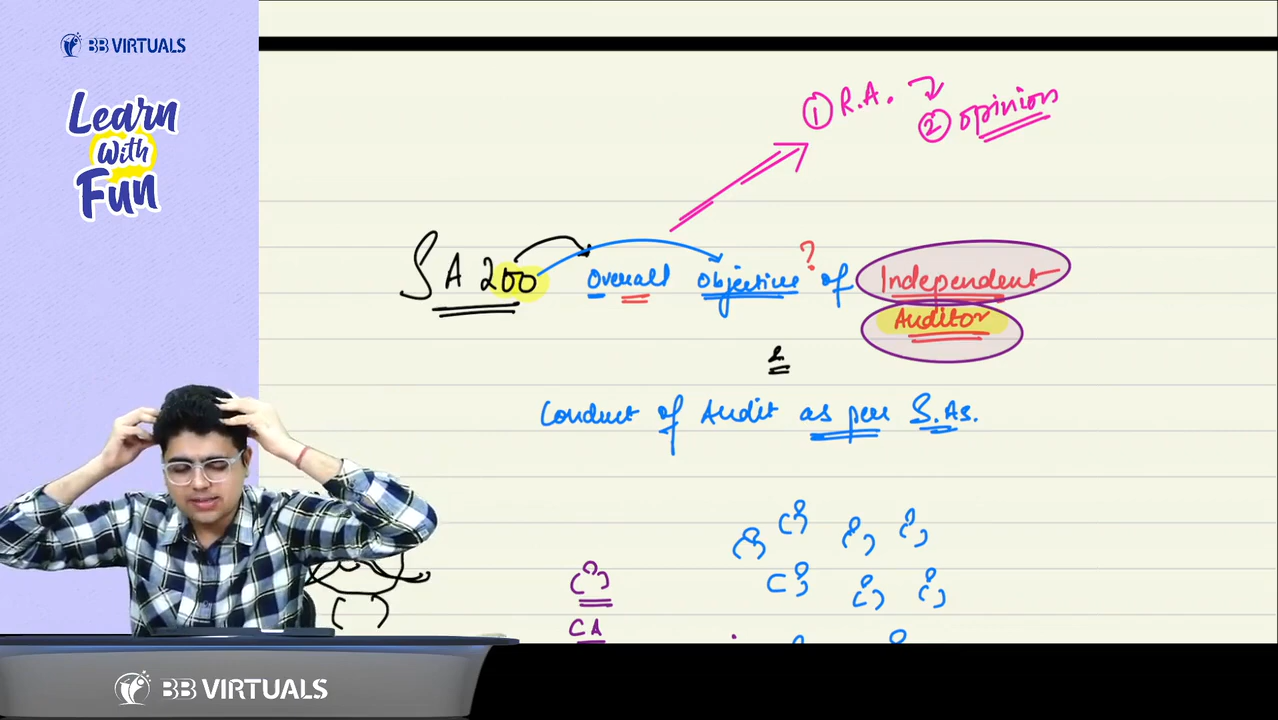 BB VIRTUALS
Learn
With
Fun
① R.A.
② opinion
SA 200 Overall Objective ? of Independent
Auditor
&
Conduct of Audit as per S.As.
CA
BB VIRTUALS